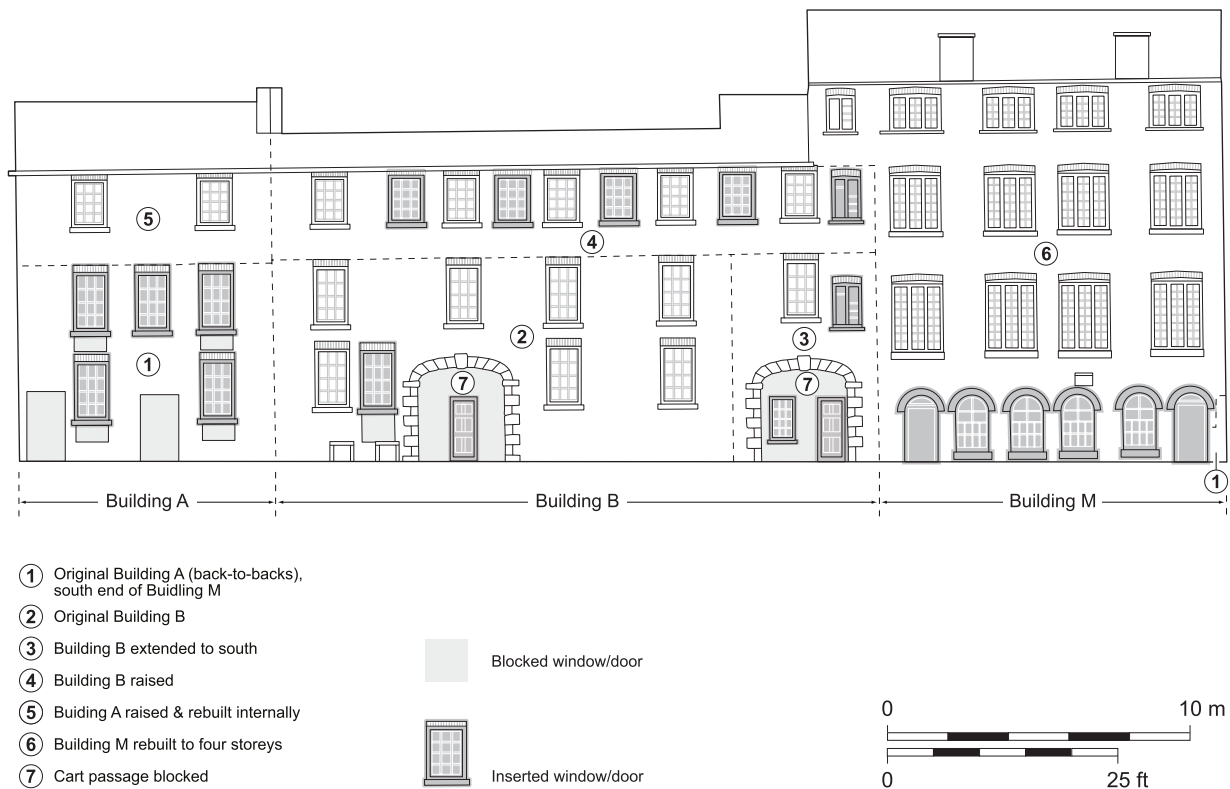 5
4
6
2
3
1
7
7
1
Building A
Building B
Building M
1 Original Building A (back-to-backs),
south end of Buidling M
2 Original Building B
3 Building B extended to south
4 Building B raised
5 Buiding A raised & rebuilt internally
6 Building M rebuilt to four storeys
7 Cart passage blocked
Blocked window/door
Inserted window/door
0 10 m
0 25 ft